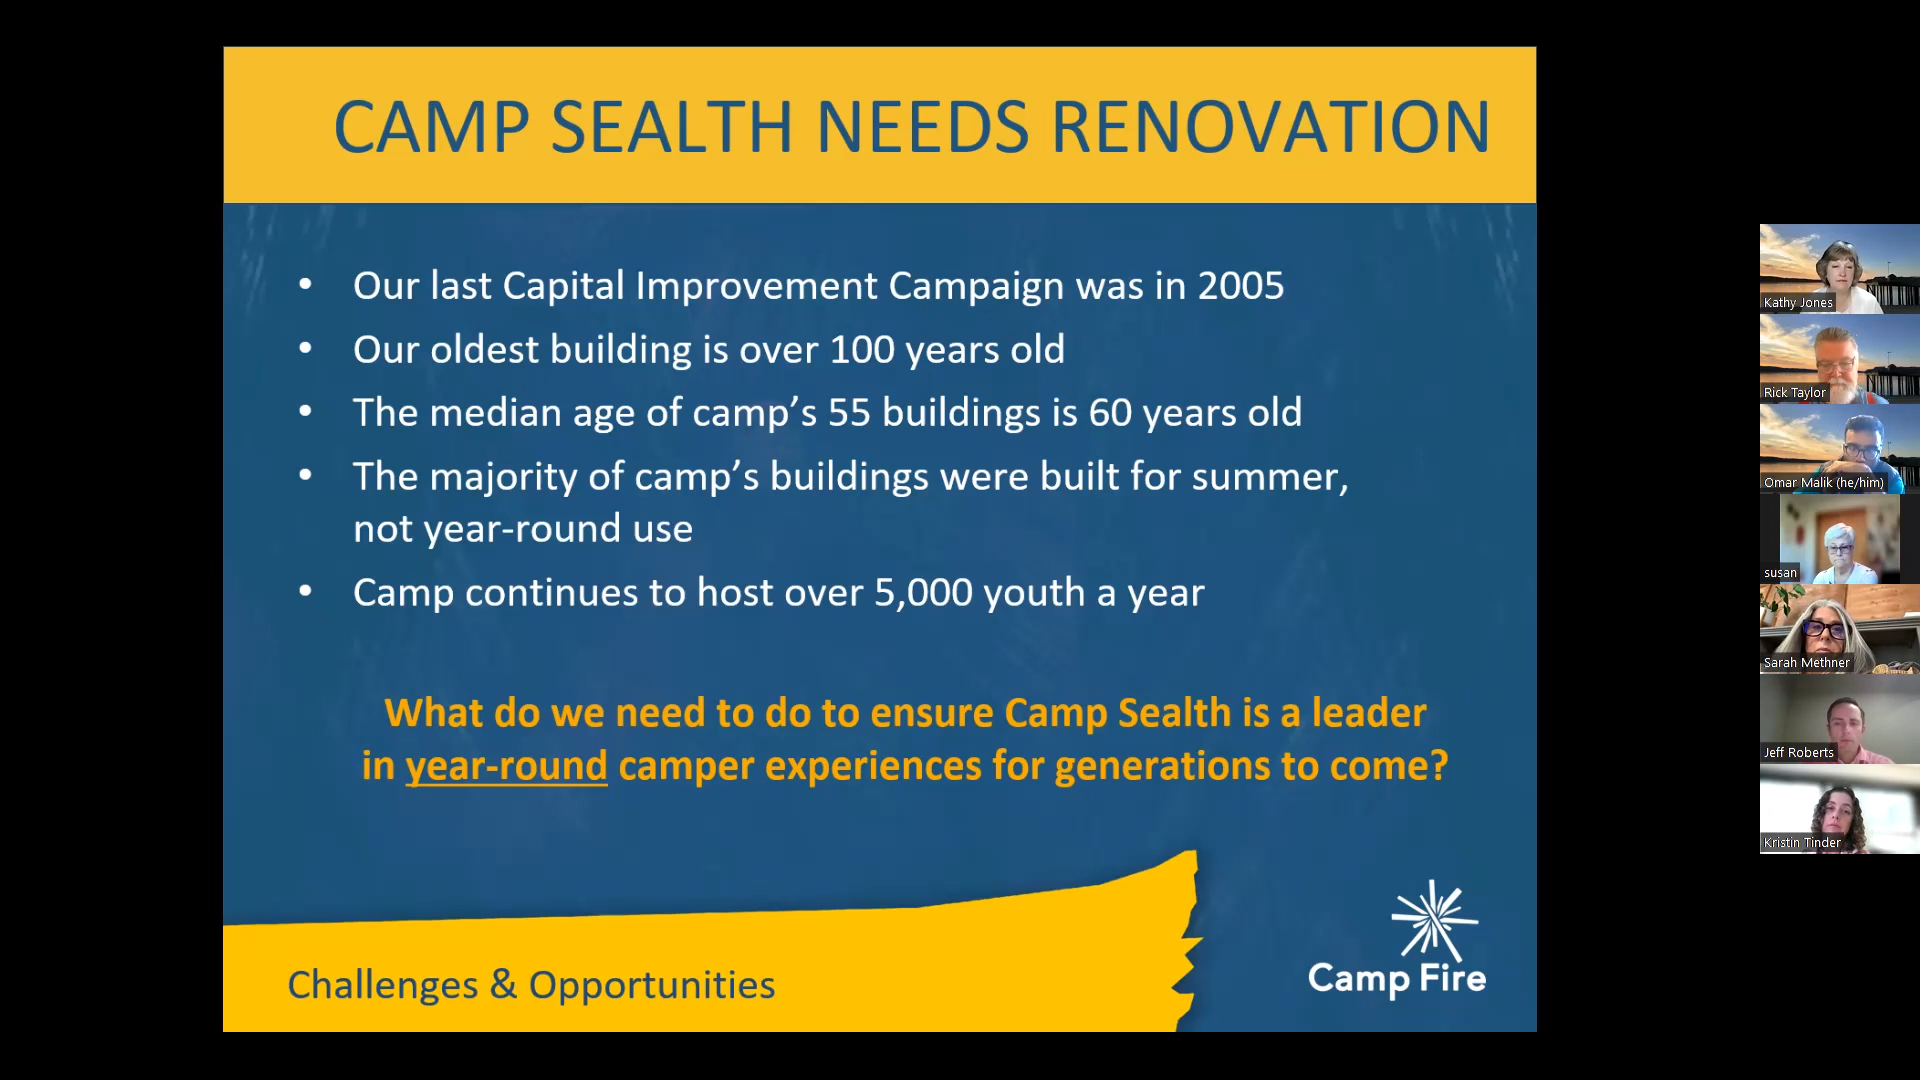 CAMP SEALTH NEEDS RENOVATION
• Our last Capital Improvement Campaign was in 2005
• Our oldest building is over 100 years old
• The median age of camp’s 55 buildings is 60 years old
• The majority of camp’s buildings were built for summer,
not year-round use
• Camp continues to host over 5,000 youth a year
What do we need to do to ensure Camp Sealth is a leader
in year-round camper experiences for generations to come?
Challenges & Opportunities
Camp Fire
Kathy Jones
Rick Taylor
Omar Malik (he/him)
susan
Sarah Methner
Jeff Roberts
Kristin Tinder